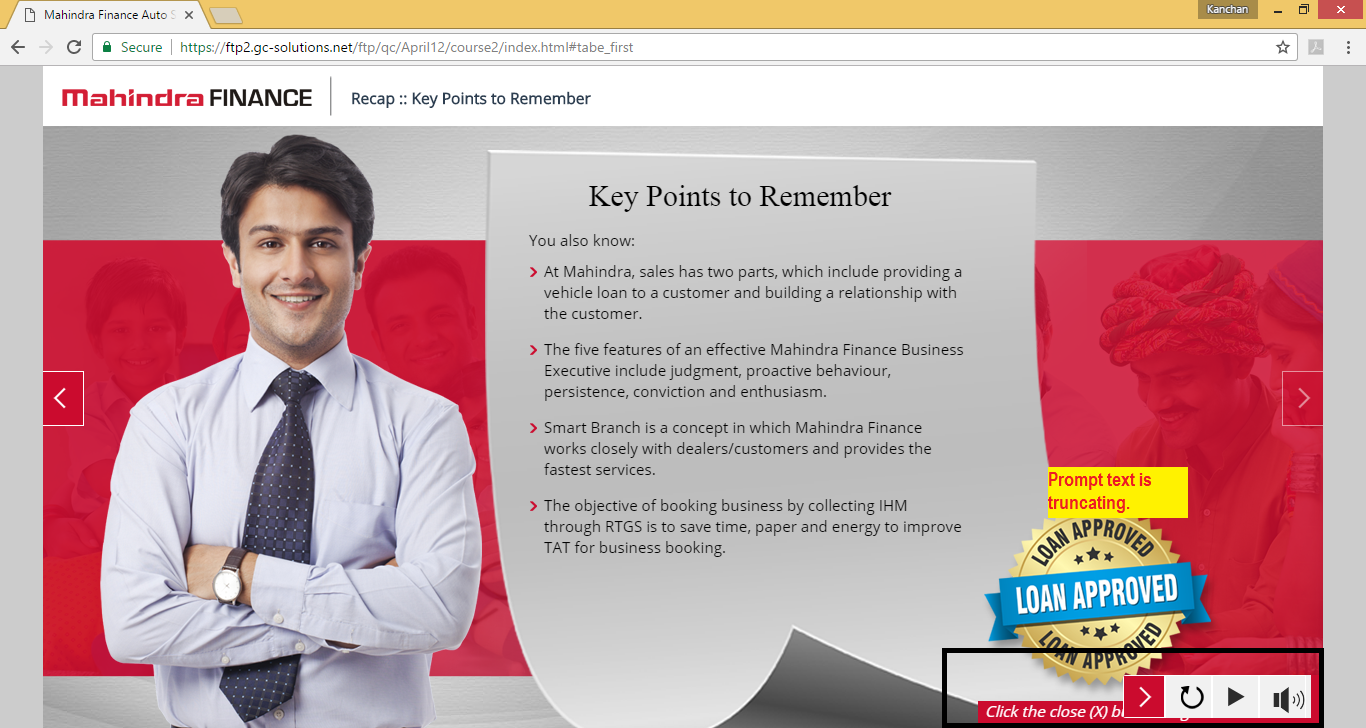 Mahindra Finance Auto S
Kanchan
Secure
https://ftp2.gc-solutions.net/ftp/qc/April12/course2/index.html#tabe_first
Mahindra FINANCE
Recap :: Key Points to Remember
Key Points to Remember
You also know:
At Mahindra, sales has two parts, which include providing a
vehicle loan to a customer and building a relationship with
the customer.
The five features of an effective Mahindra Finance Business
Executive include judgment, proactive behaviour,
persistence, conviction and enthusiasm.
Smart Branch is a concept in which Mahindra Finance
works closely with dealers/customers and provides the
fastest services.
The objective of booking business by collecting IHM
through RTGS is to save time, paper and energy to improve
TAT for business booking.
Prompt text is
truncating.
LOAN APPROVED
LOAN APPROVED
LOAN APPROVED
Click the close (X)